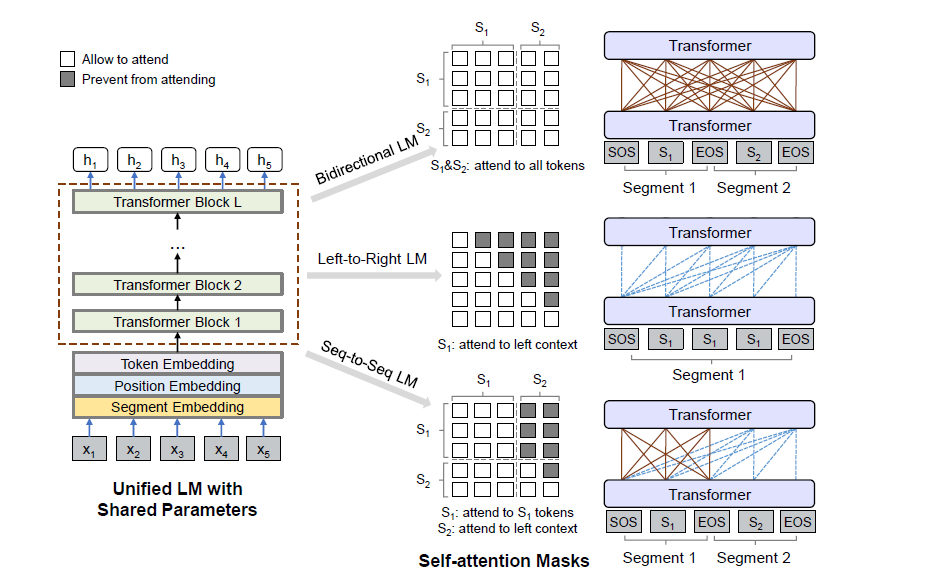 Allow to attend
Prevent from attending
h1 h2 h3 h4 h5
Transformer Block L
...
Transformer Block 2
Transformer Block 1
Token Embedding
Position Embedding
Segment Embedding
x1 x2 x3 x4 x5
Unified LM with
Shared Parameters
Bidirectional LM
S1 S2
S1
S2
S1&S2: attend to all tokens
Transformer
Transformer
SOS S1 EOS S2 EOS
Segment 1 Segment 2
Left-to-Right LM
S1: attend to left context
Transformer
Transformer
SOS S1 S1 S1 EOS
Segment 1
Seq-to-Seq LM
S1 S2
S1
S2
S1: attend to S1 tokens
S2: attend to left context
Transformer
Transformer
SOS S1 EOS S2 EOS
Segment 1 Segment 2
Self-attention Masks